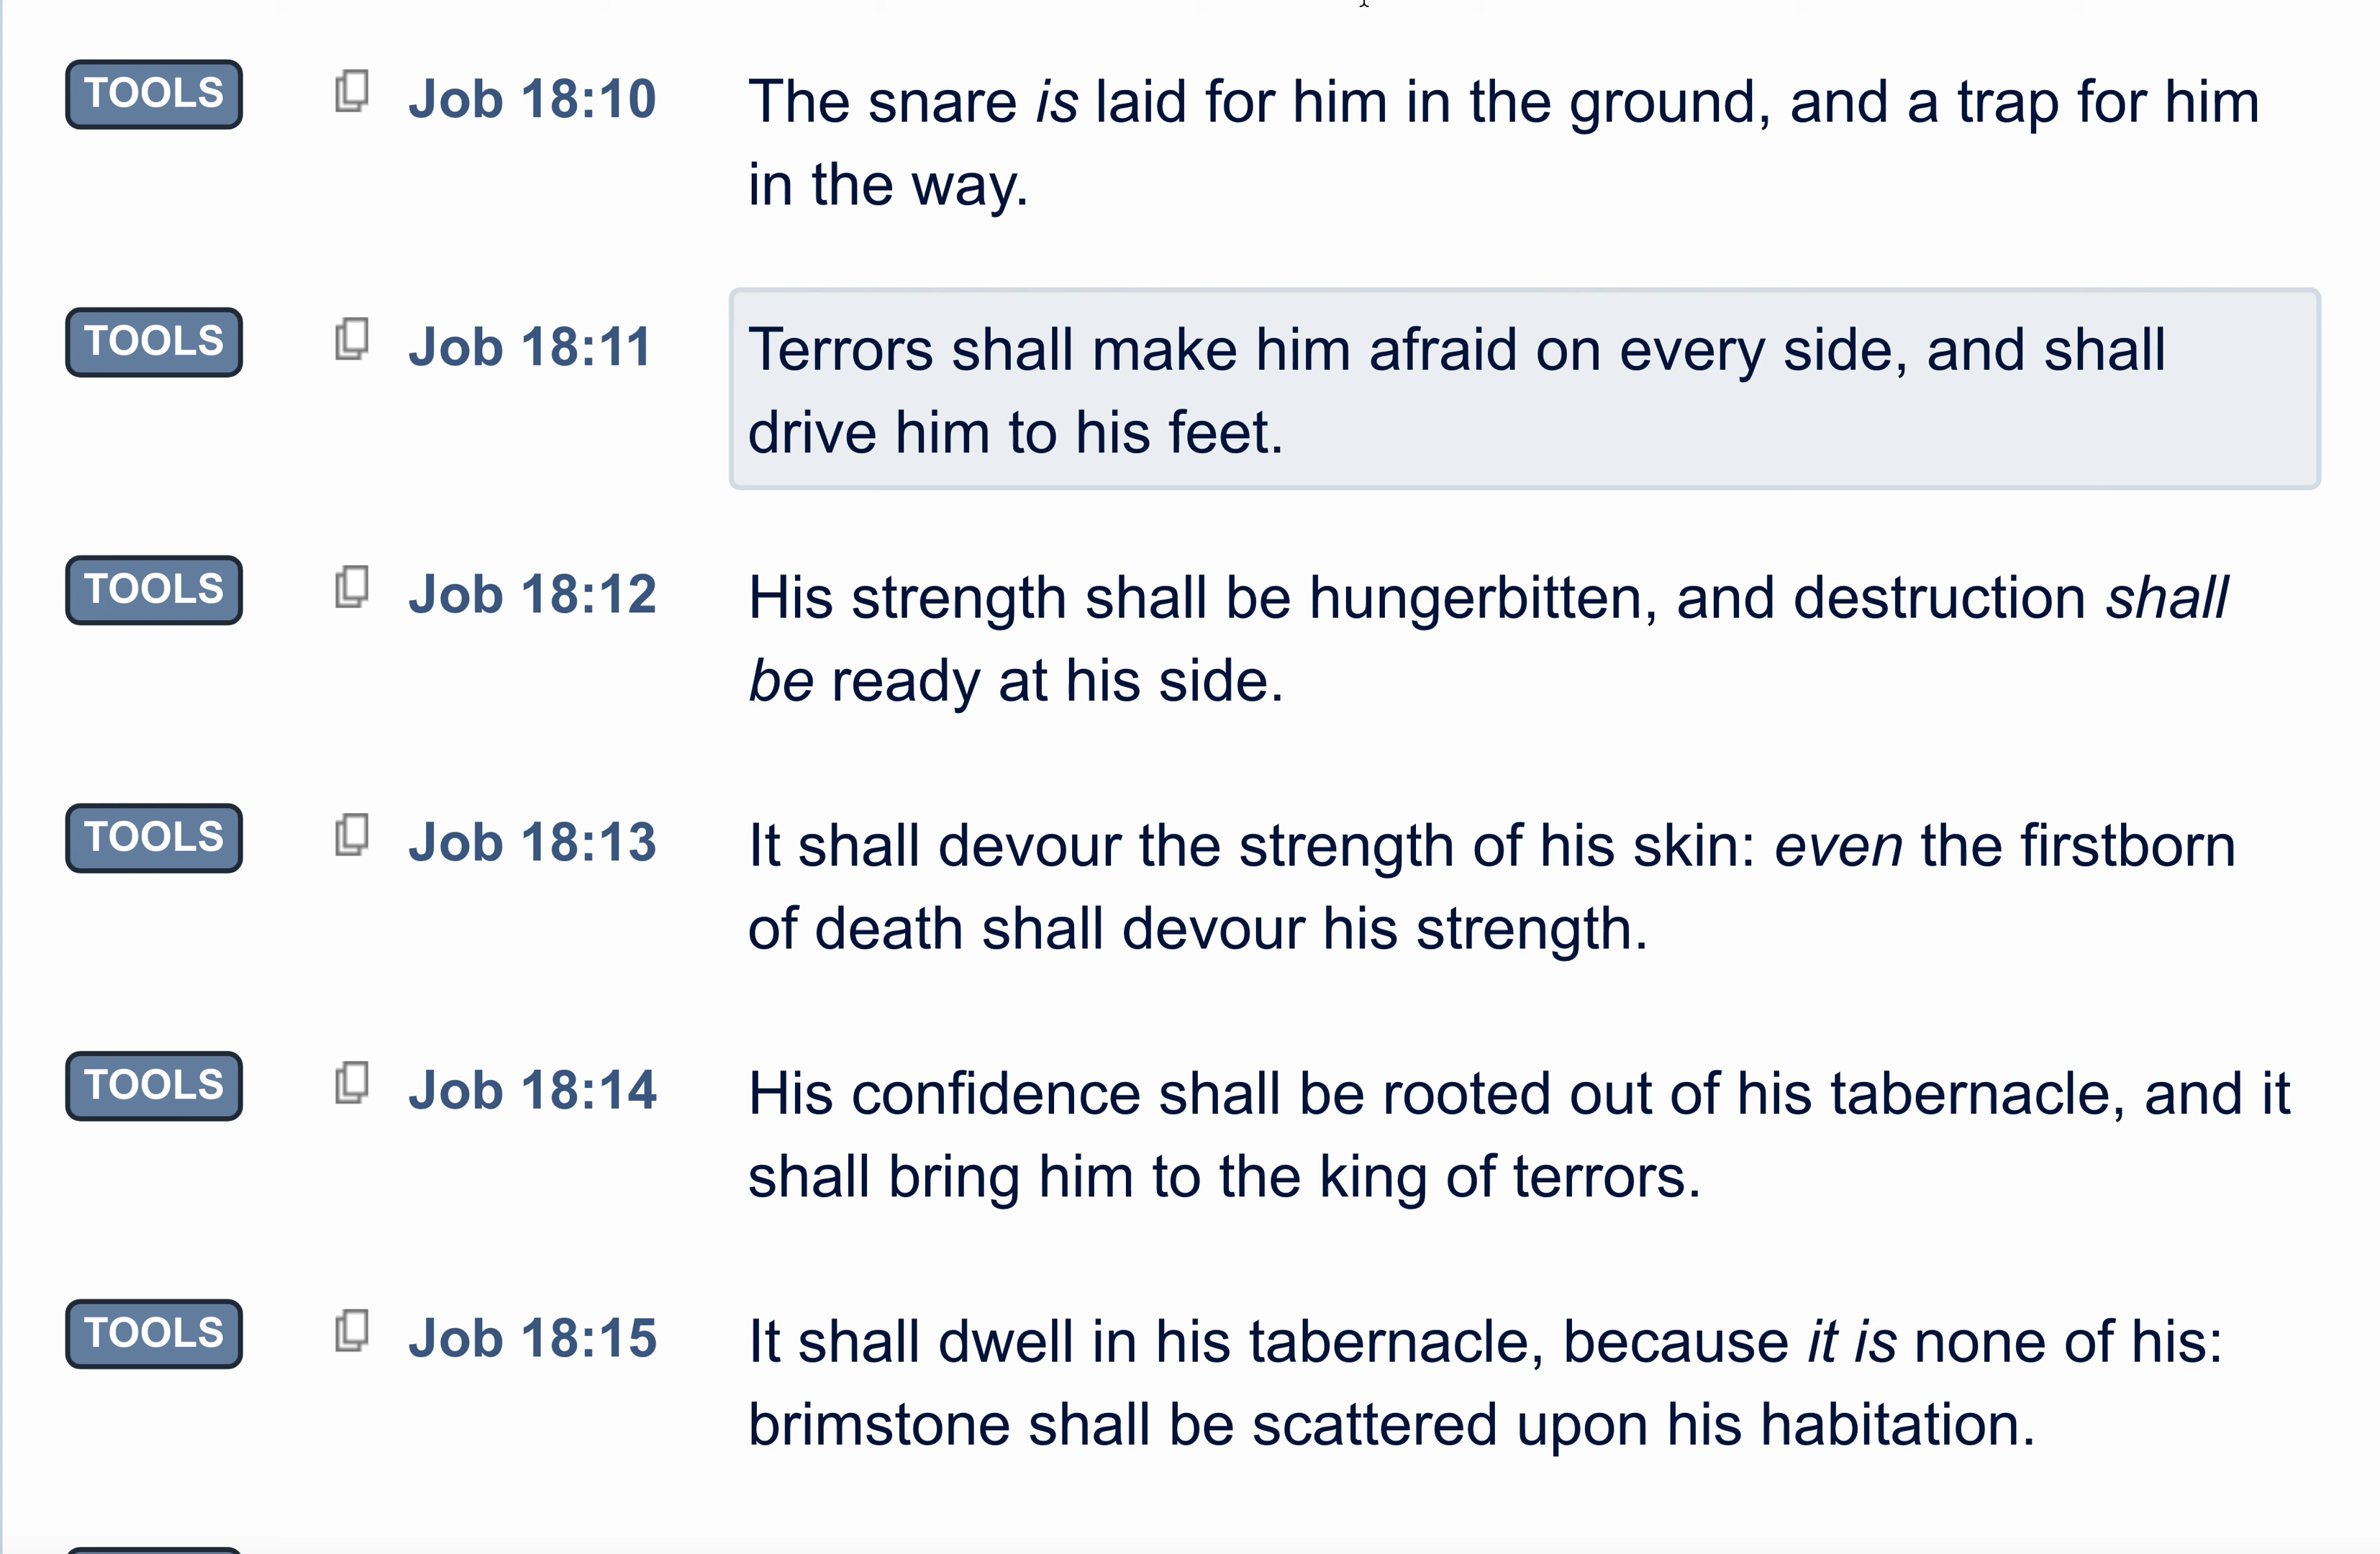 TOOLS Job 18:10 The snare is laid for him in the ground, and a trap for him
in the way.
TOOLS Job 18:11 Terrors shall make him afraid on every side, and shall
drive him to his feet.
TOOLS Job 18:12 His strength shall be hungerbitten, and destruction shall
be ready at his side.
TOOLS Job 18:13 It shall devour the strength of his skin: even the firstborn
of death shall devour his strength.
TOOLS Job 18:14 His confidence shall be rooted out of his tabernacle, and it
shall bring him to the king of terrors.
TOOLS Job 18:15 It shall dwell in his tabernacle, because it is none of his:
brimstone shall be scattered upon his habitation.